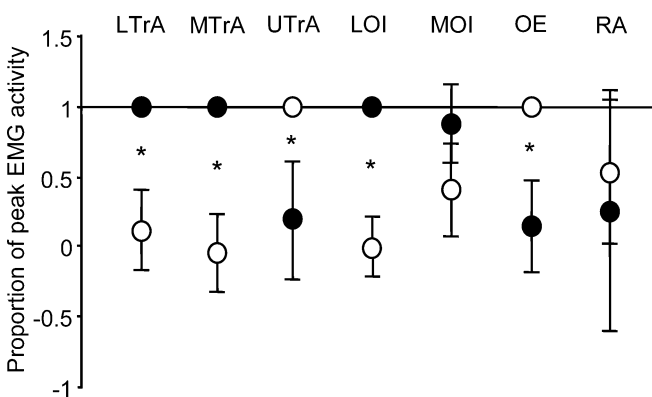 LTrA MTrA UTrA LOI MOI OE RA
1.5
1
0.5
0
-0.5
-1
Proportion of peak EMG activity
* * * * *